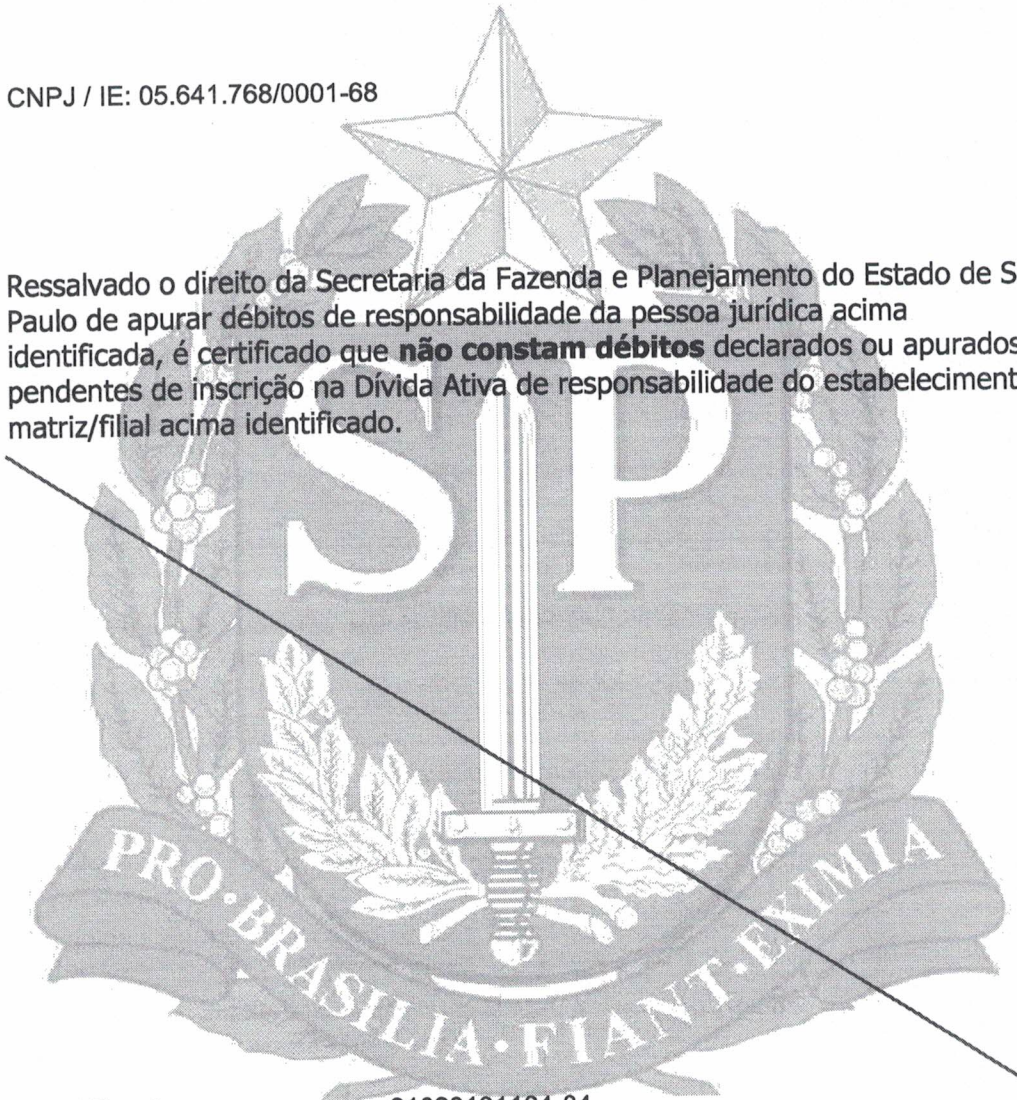 CNPJ / IE: 05.641.768/0001-68
Ressalvado o direito da Secretaria da Fazenda e Planejamento do Estado de S
Paulo de apurar débitos de responsabilidade da pessoa jurídica acima
identificada, é certificado que não constam débitos declarados ou apurados
pendentes de inscrição na Dívida Ativa de responsabilidade do estabeleciment
matriz/filial acima identificado.
SP
PRO·BRASILIA·FIANT·EXIMIA